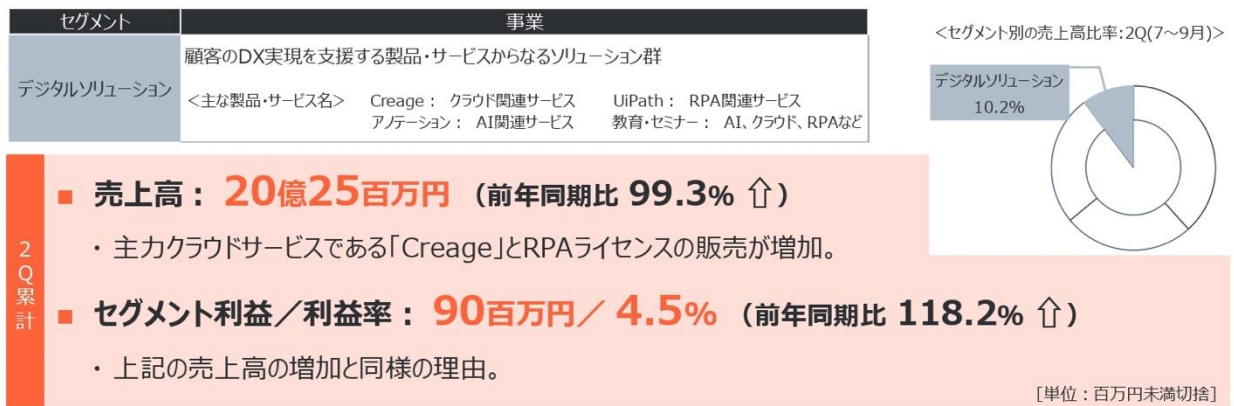 セグメント 事業
デジタルソリューション
顧客のDX実現を支援する製品・サービスからなるソリューション群
<主な製品・サービス名> Creage： クラウド関連サービス UiPath： RPA関連サービス
アノテーション： AI関連サービス 教育・セミナー： AI、クラウド、RPAなど
<セグメント別の売上高比率:2Q(7～9月)>
デジタルソリューション
10.2%
2Q累計
■ 売上高： 20億25百万円 （前年同期比 99.3% ⇧）
・主力クラウドサービスである「Creage」とRPAライセンスの販売が増加。
■ セグメント利益／利益率： 90百万円／ 4.5% （前年同期比 118.2% ⇧）
・上記の売上高の増加と同様の理由。
[単位：百万円未満切捨]